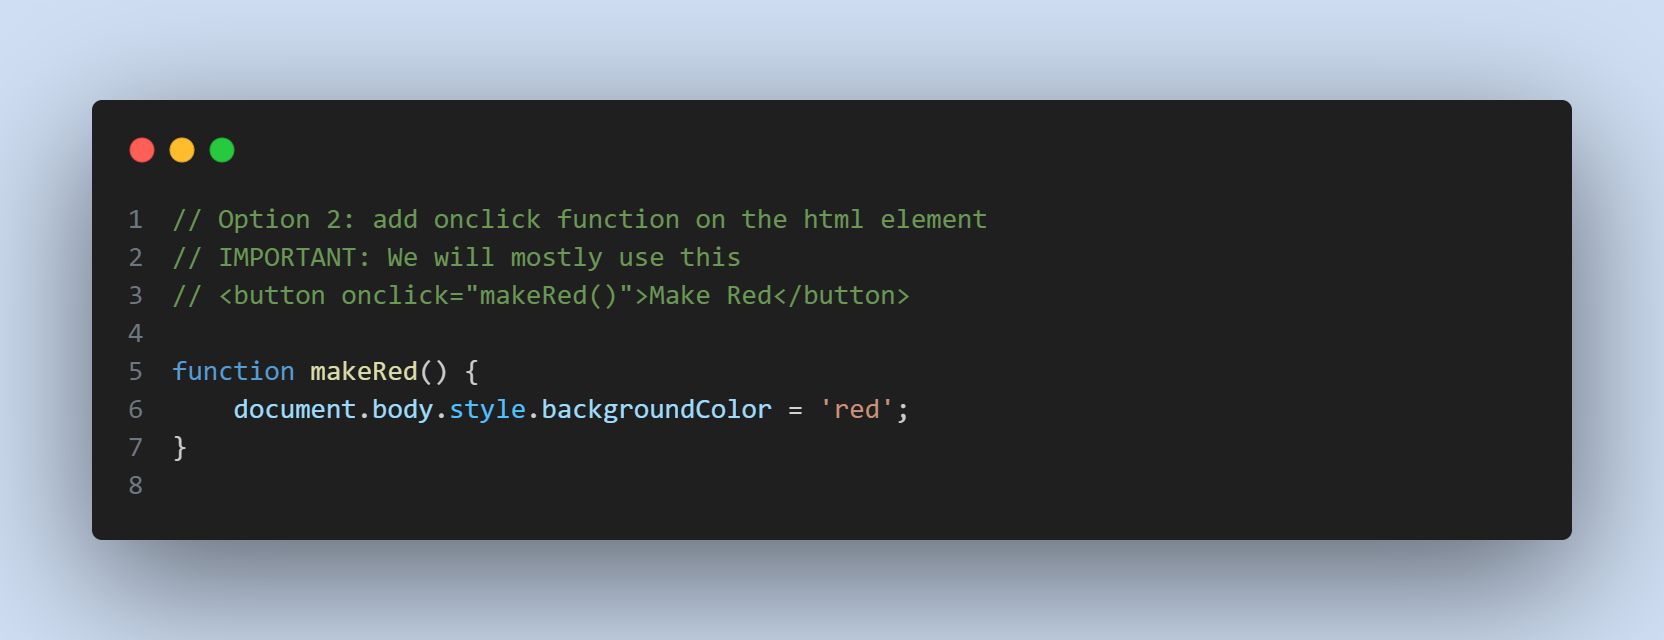 1 // Option 2: add onclick function on the html element
2 // IMPORTANT: We will mostly use this
3 // <button onclick="makeRed()">Make Red</button>
4
5 function makeRed() {
6     document.body.style.backgroundColor = 'red';
7 }
8